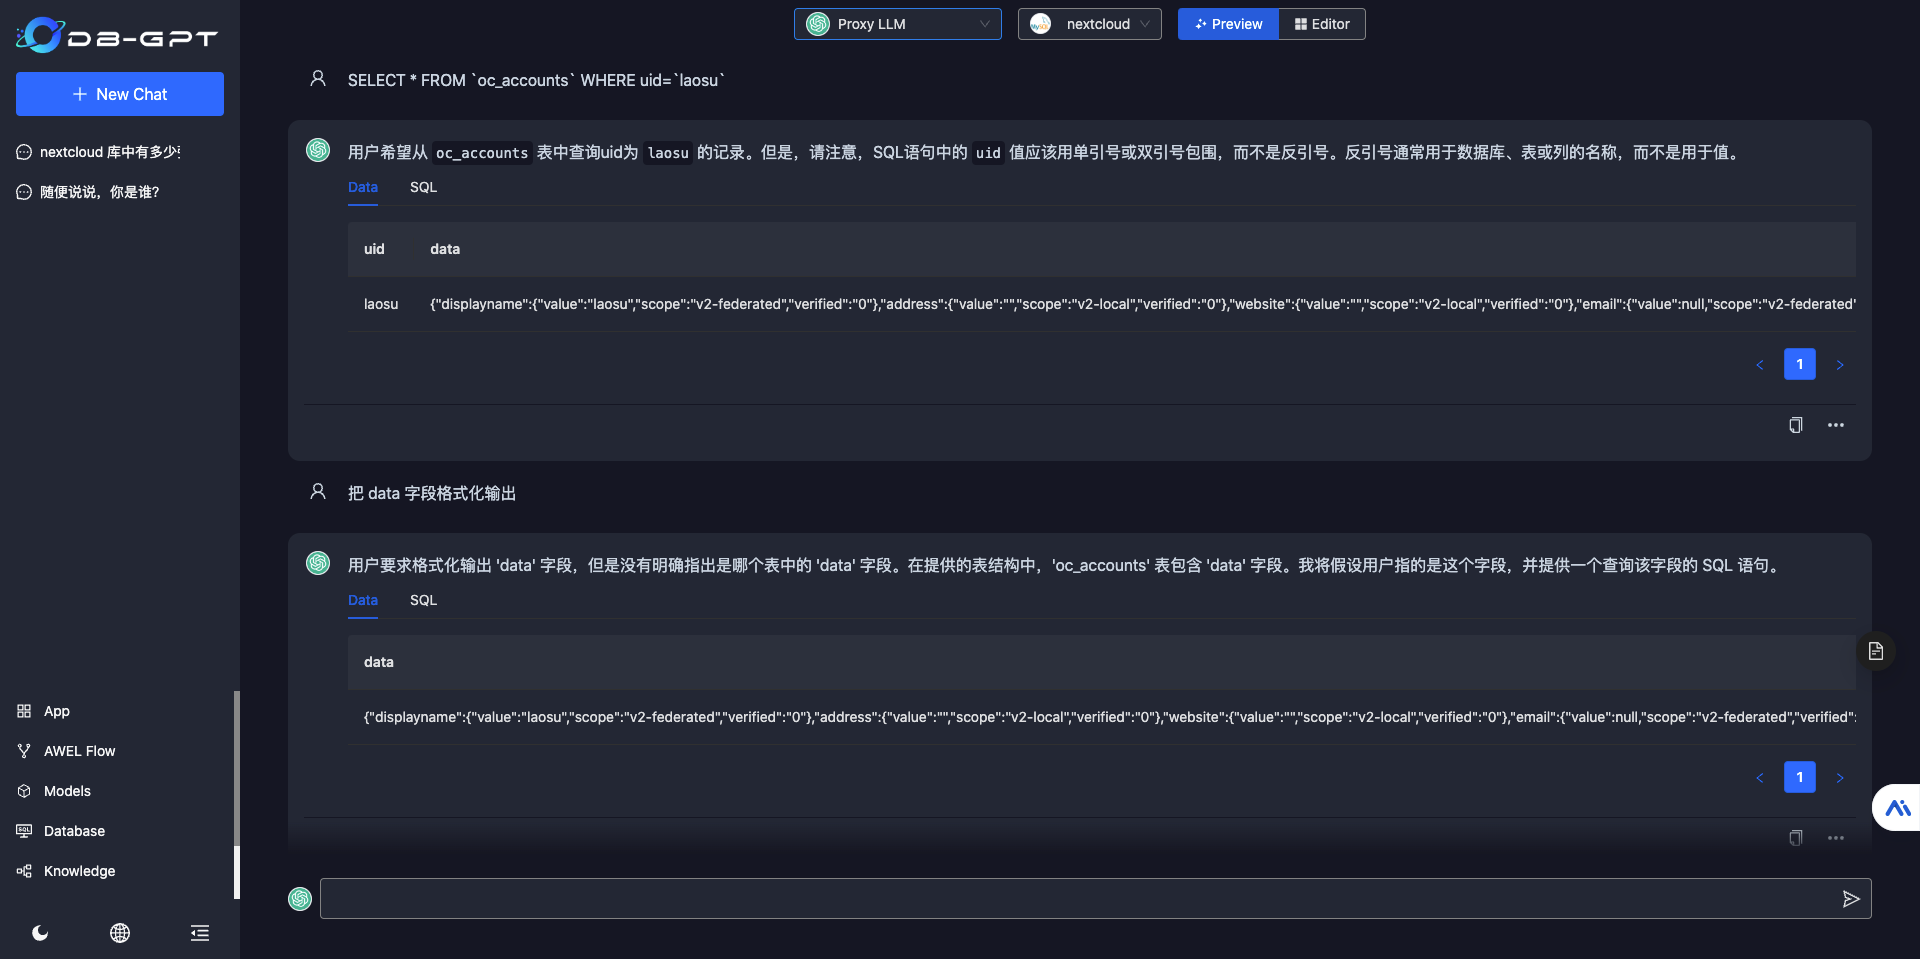 DB-GPT
New Chat
nextcloud 库中有多少
随便说说，你是谁?
App
AWEL Flow
Models
Database
Knowledge
Proxy LLM
MySQL
nextcloud
Preview
Editor
SELECT * FROM `oc_accounts` WHERE uid=`laosu`
用户希望从 oc_accounts 表中查询uid为 laosu 的记录。但是，请注意，SQL语句中的 uid 值应该用单引号或双引号包围，而不是反引号。反引号通常用于数据库、表或列的名称，而不是用于值。
Data SQL
uid data
laosu {"displayname":{"value":"laosu","scope":"v2-federated","verified":"0"},"address":{"value":"","scope":"v2-local","verified":"0"},"website":{"value":"","scope":"v2-local","verified":"0"},"email":{"value":null,"scope":"v2-federated"
1
把 data 字段格式化输出
用户要求格式化输出 'data' 字段，但是没有明确指出是哪个表中的 'data' 字段。在提供的表结构中，'oc_accounts' 表包含 'data' 字段。我将假设用户指的是这个字段，并提供一个查询该字段的 SQL 语句。
Data SQL
data
{"displayname":{"value":"laosu","scope":"v2-federated","verified":"0"},"address":{"value":"","scope":"v2-local","verified":"0"},"website":{"value":"","scope":"v2-local","verified":"0"},"email":{"value":null,"scope":"v2-federated","verified":
1